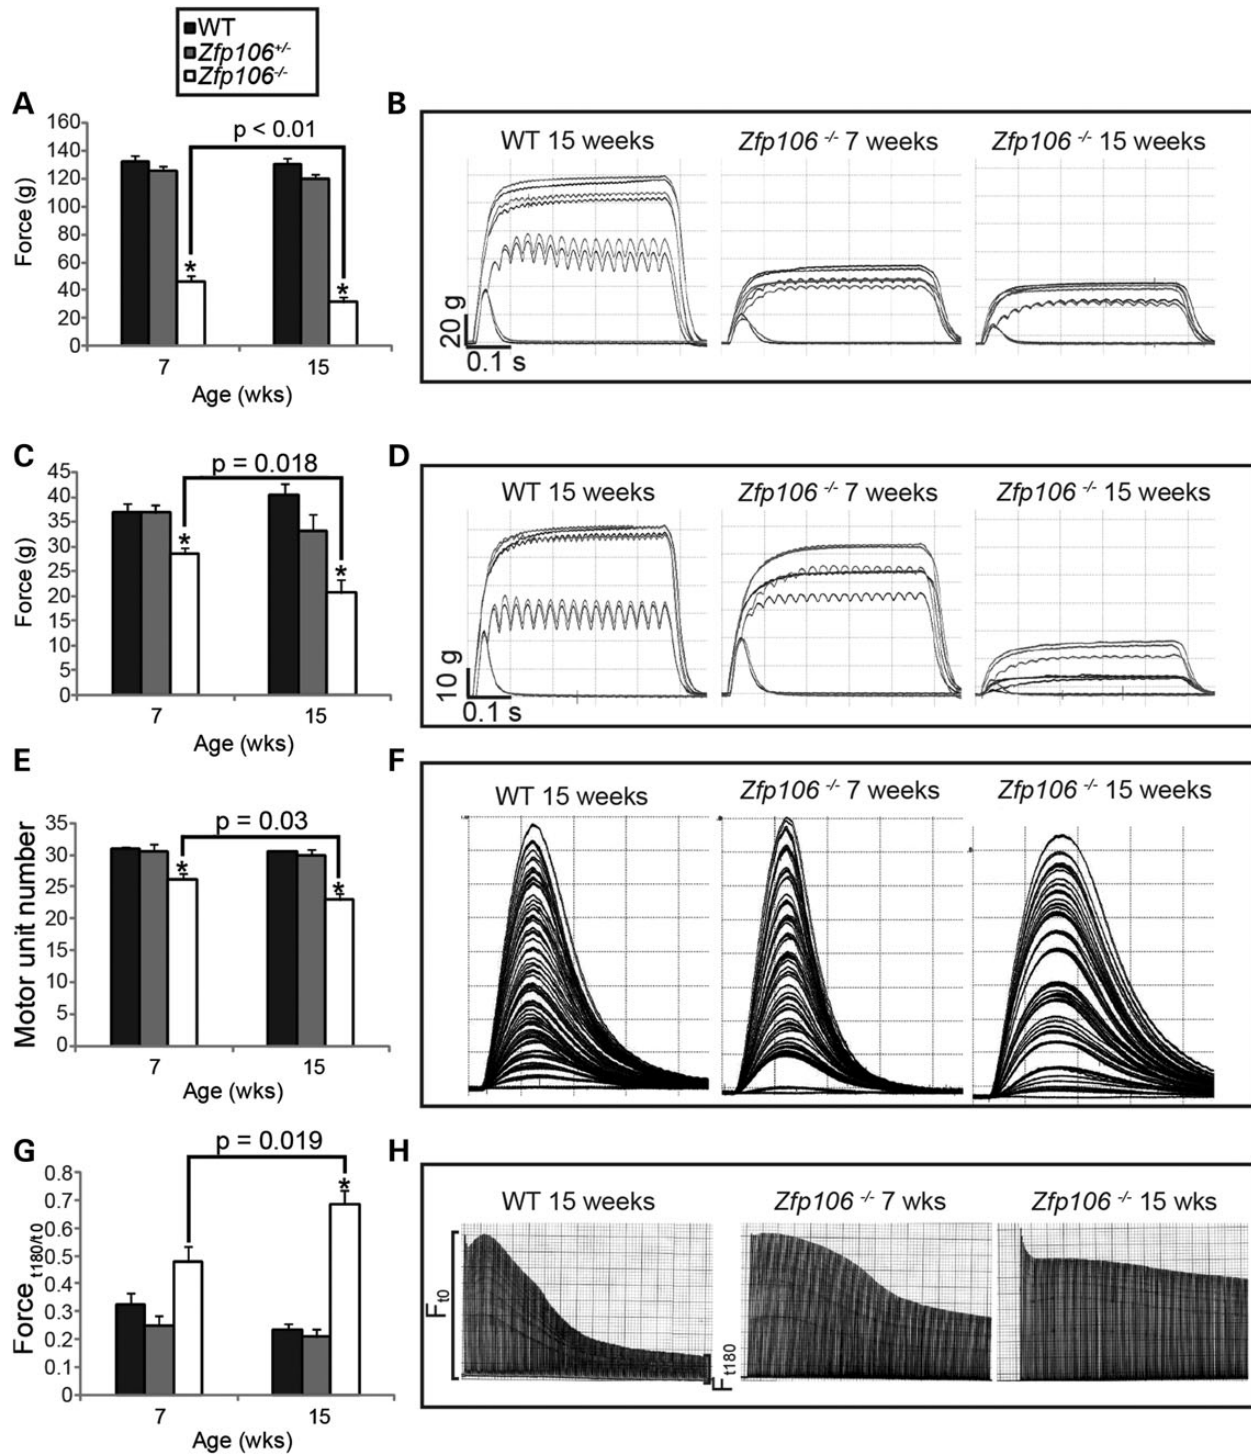 WT
Zfp106+/-
Zfp106-/-
A
160
140
120
100
80
60
40
20
0
Force (g)
p < 0.01
*
*
7
15
Age (wks)
B
WT 15 weeks
Zfp106 -/- 7 weeks
Zfp106 -/- 15 weeks
20 g
0.1 s
C
45
40
35
30
25
20
15
10
5
0
Force (g)
p = 0.018
*
*
7
15
Age (wks)
D
WT 15 weeks
Zfp106 -/- 7 weeks
Zfp106 -/- 15 weeks
10 g
0.1 s
E
35
30
25
20
15
10
5
0
Motor unit number
p = 0.03
*
*
7
15
Age (wks)
F
WT 15 weeks
Zfp106 -/- 7 weeks
Zfp106 -/- 15 weeks
G
0.8
0.7
0.6
0.5
0.4
0.3
0.2
0.1
0
Force t180/t0
p = 0.019
*
7
15
Age (wks)
H
WT 15 weeks
Zfp106 -/- 7 wks
Zfp106 -/- 15 wks
Ft0
Ft180